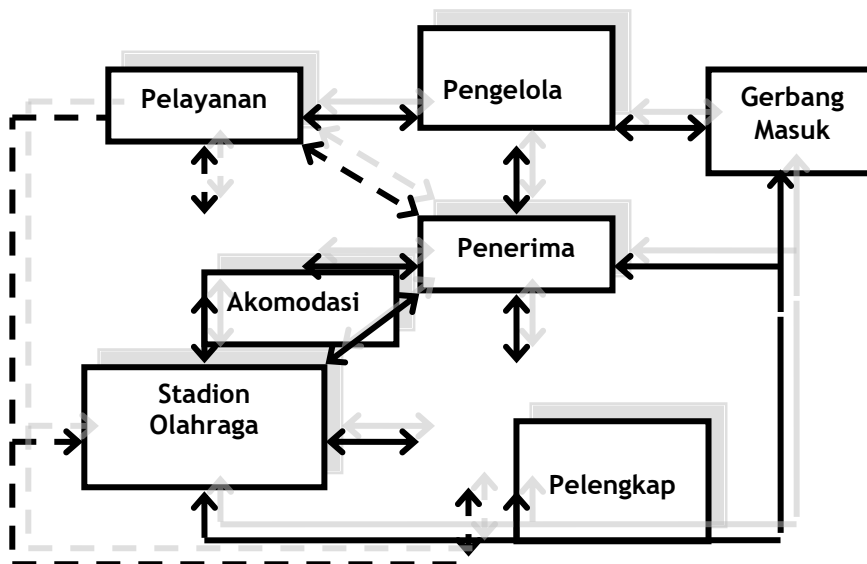 Pelayanan
Pengelola
Gerbang
Masuk
Penerima
Akomodasi
Stadion
Olahraga
Pelengkap